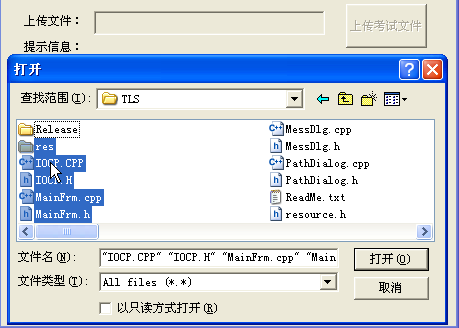 上传文件：
上传考试文件
提示信息：
打开
查找范围(I)：
TLS
Release
res
IOCP.CPP
IOCP.H
MainFrm.cpp
MainFrm.h
MessDlg.cpp
MessDlg.h
PathDialog.cpp
PathDialog.h
ReadMe.txt
resource.h
文件名(N)：
"IOCP.CPP" "IOCP.H" "MainFrm.cpp" "Main
打开(O)
文件类型(T)：
All files (*.*)
取消
以只读方式打开(R)